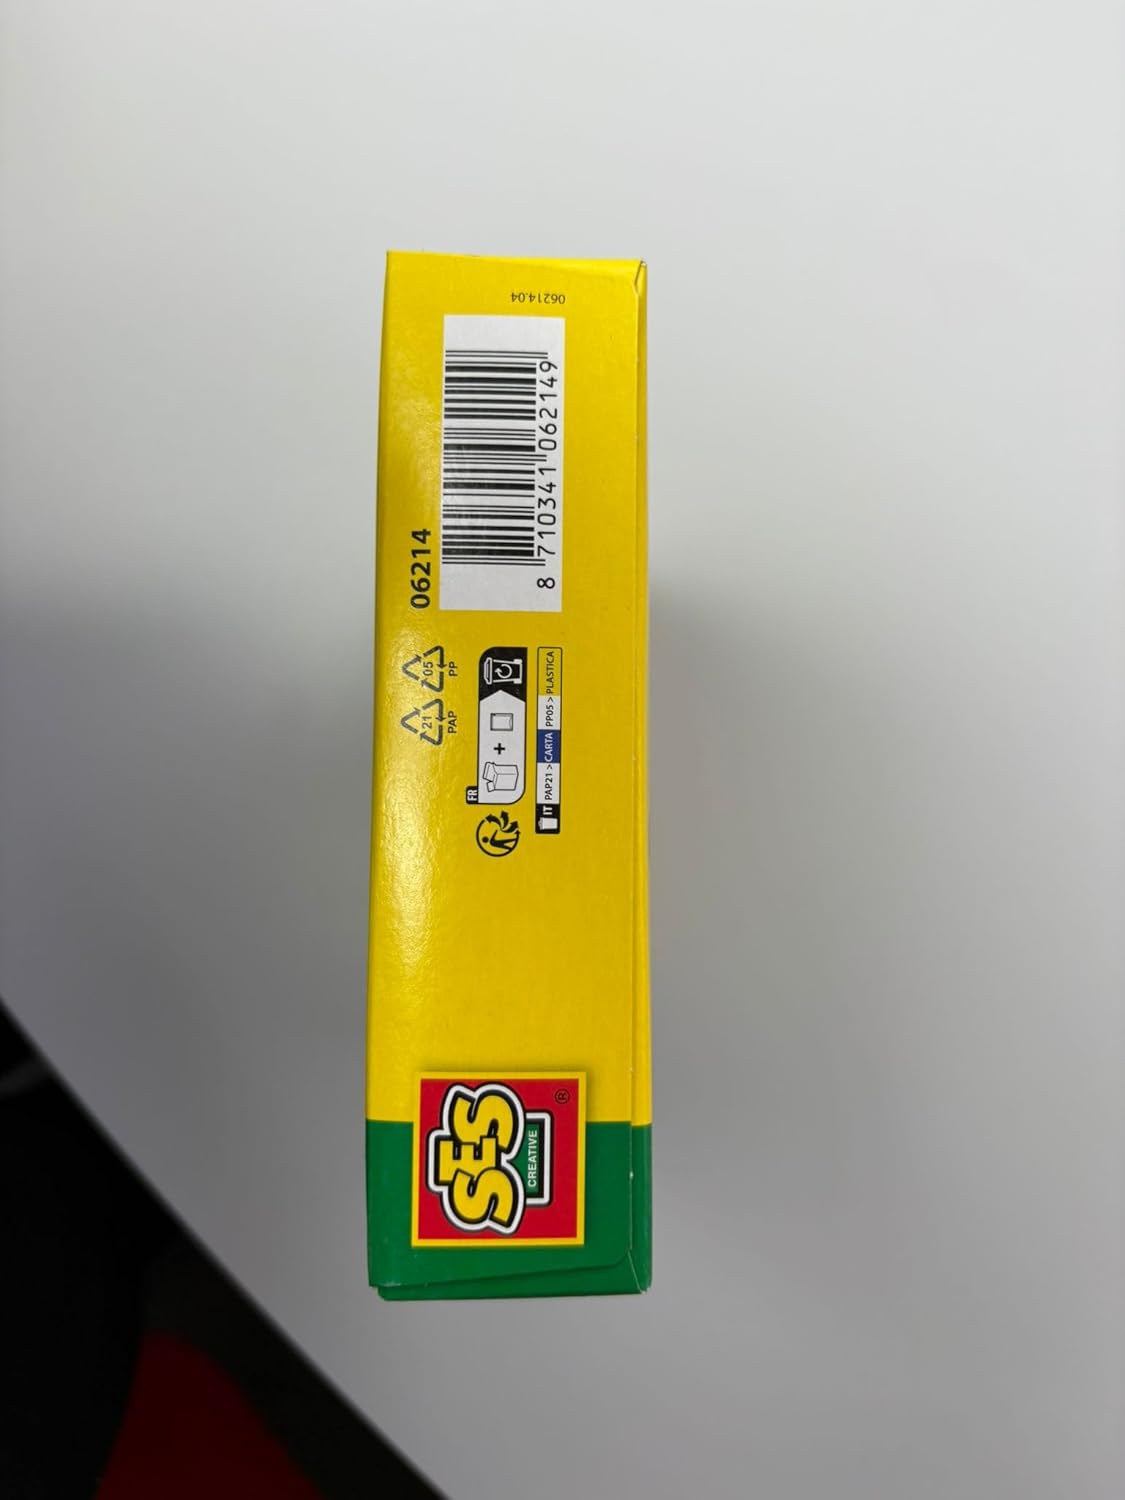 06214
8 710341 062149
06214.04
21
PAP
05
PP
FR
+
IT PAP21 > CARTA PP05 > PLASTICA
SES
CREATIVE
®